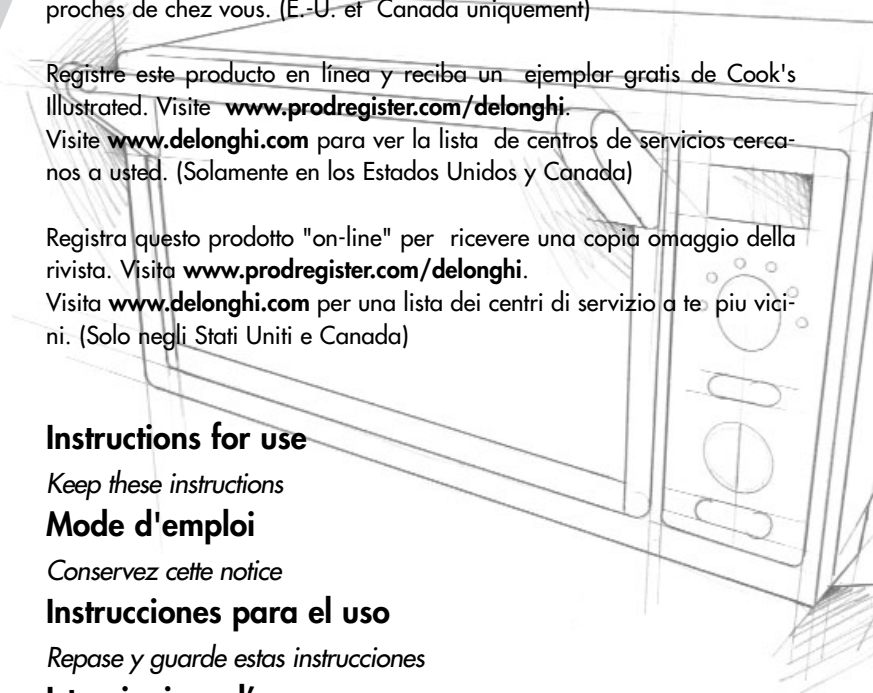 proches de chez vous. (E.-U. et Canada uniquement)
Registre este producto en línea y reciba un ejemplar gratis de Cook's
Illustrated. Visite www.prodregister.com/delonghi.
Visite www.delonghi.com para ver la lista de centros de servicios cerca-
nos a usted. (Solamente en los Estados Unidos y Canada)
Registra questo prodotto "on-line" per ricevere una copia omaggio della
rivista. Visita www.prodregister.com/delonghi.
Visita www.delonghi.com per una lista dei centri di servizio a te piu vici-
ni. (Solo negli Stati Uniti e Canada)
Instructions for use
Keep these instructions
Mode d'emploi
Conservez cette notice
Instrucciones para el uso
Repase y guarde estas instrucciones